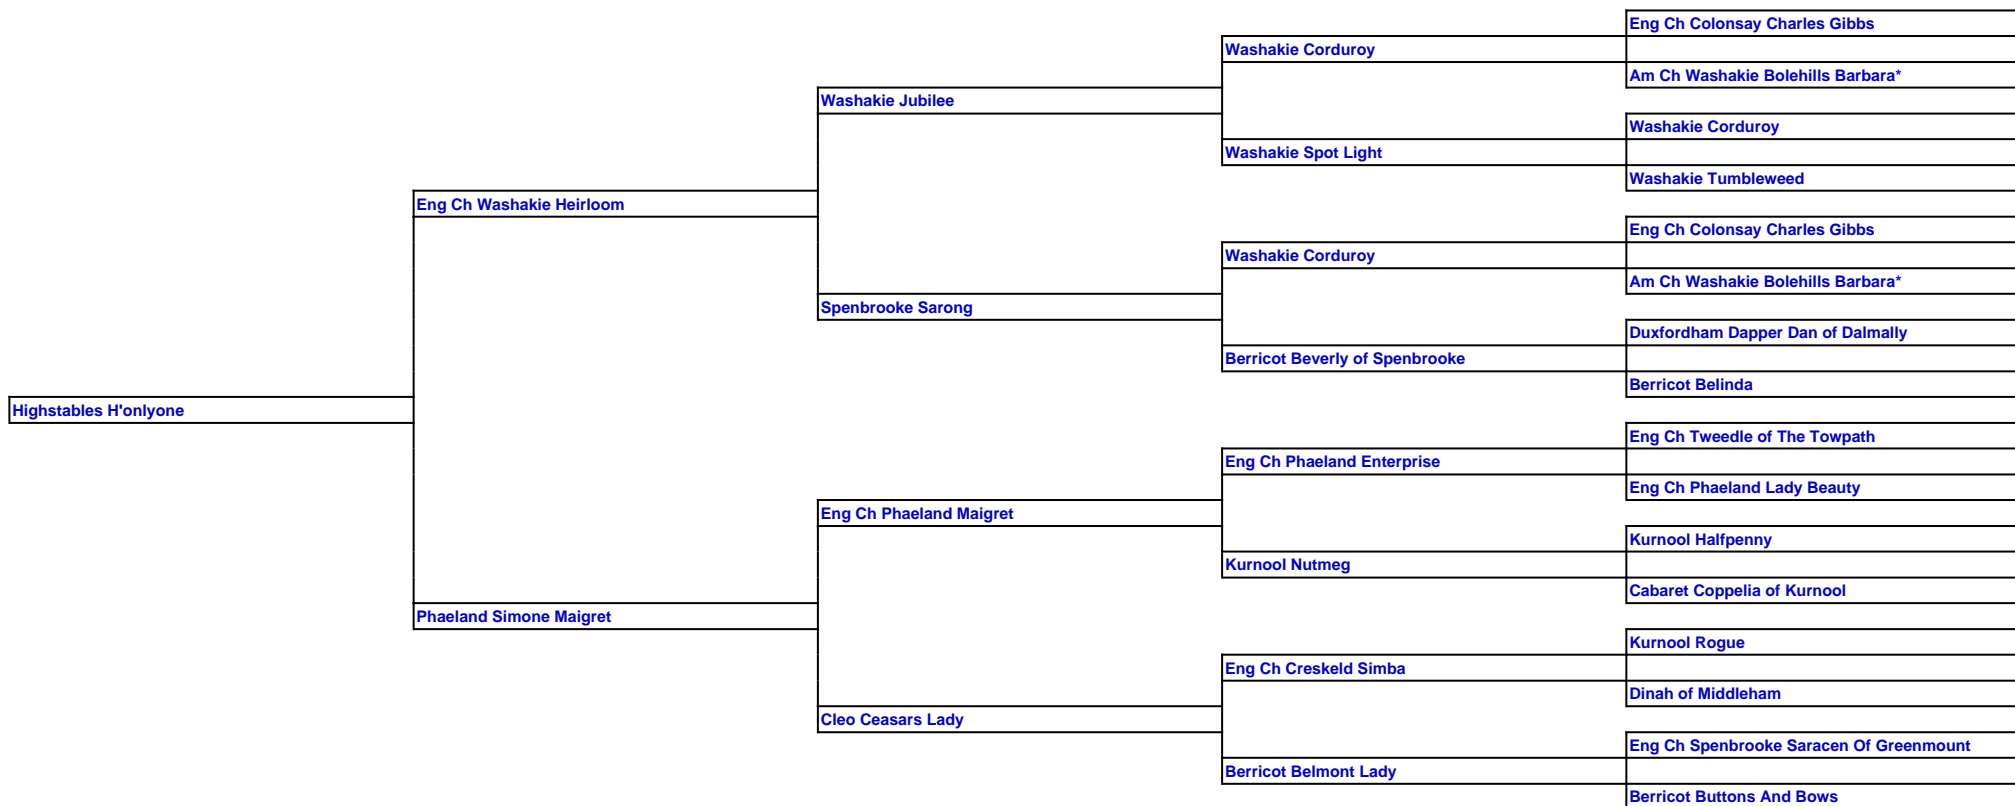 Eng Ch Colonsay Charles Gibbs
Washakie Corduroy
Am Ch Washakie Bolehills Barbara*
Washakie Jubilee
Washakie Corduroy
Washakie Spot Light
Washakie Tumbleweed
Eng Ch Washakie Heirloom
Eng Ch Colonsay Charles Gibbs
Washakie Corduroy
Am Ch Washakie Bolehills Barbara*
Spenbrooke Sarong
Duxfordham Dapper Dan of Dalmally
Berricot Beverly of Spenbrooke
Berricot Belinda
Highstables H'onlyone
Eng Ch Tweedle of The Towpath
Eng Ch Phaeland Enterprise
Eng Ch Phaeland Lady Beauty
Eng Ch Phaeland Maigret
Kurnool Halfpenny
Kurnool Nutmeg
Cabaret Coppelia of Kurnool
Phaeland Simone Maigret
Kurnool Rogue
Eng Ch Creskeld Simba
Dinah of Middleham
Cleo Ceasars Lady
Eng Ch Spenbrooke Saracen Of Greenmount
Berricot Belmont Lady
Berricot Buttons And Bows